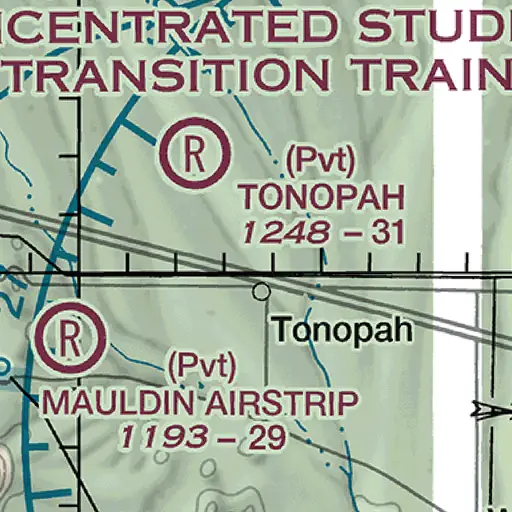 CENTRATED STUD
TRANSITION TRAIN
R
(Pvt)
TONOPAH
1248 – 31
R
Tonopah
(Pvt)
MAULDIN AIRSTRIP
1193 – 29